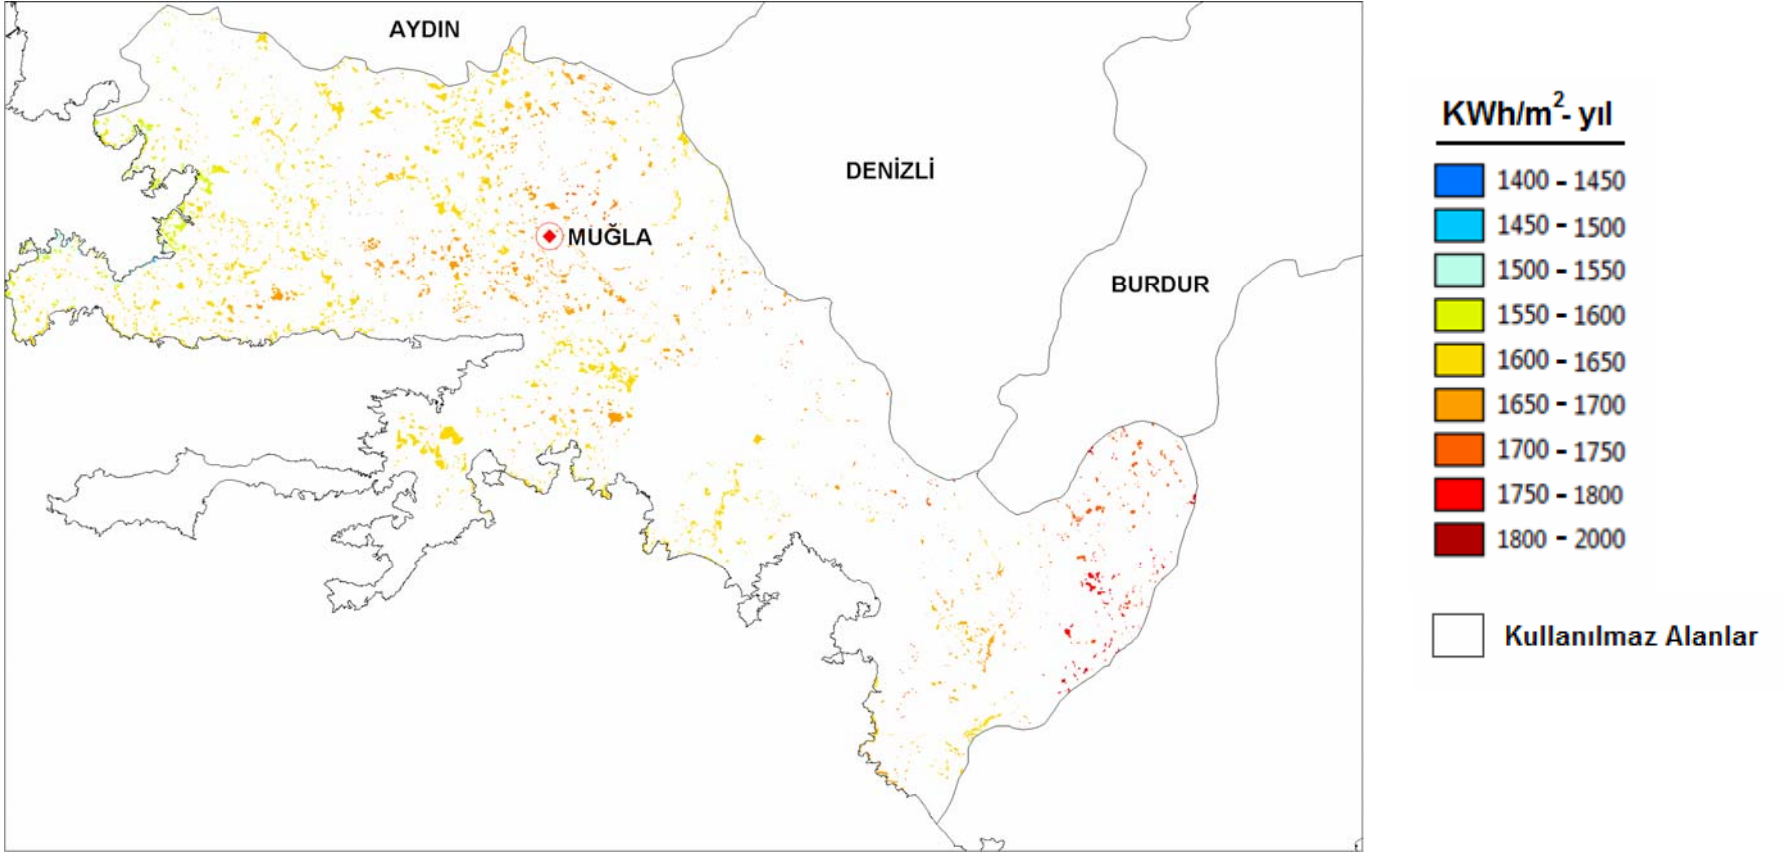 AYDIN
DENİZLİ
MUĞLA
BURDUR
KWh/m²- yıl
1400 - 1450
1450 - 1500
1500 - 1550
1550 - 1600
1600 - 1650
1650 - 1700
1700 - 1750
1750 - 1800
1800 - 2000
Kullanılmaz Alanlar